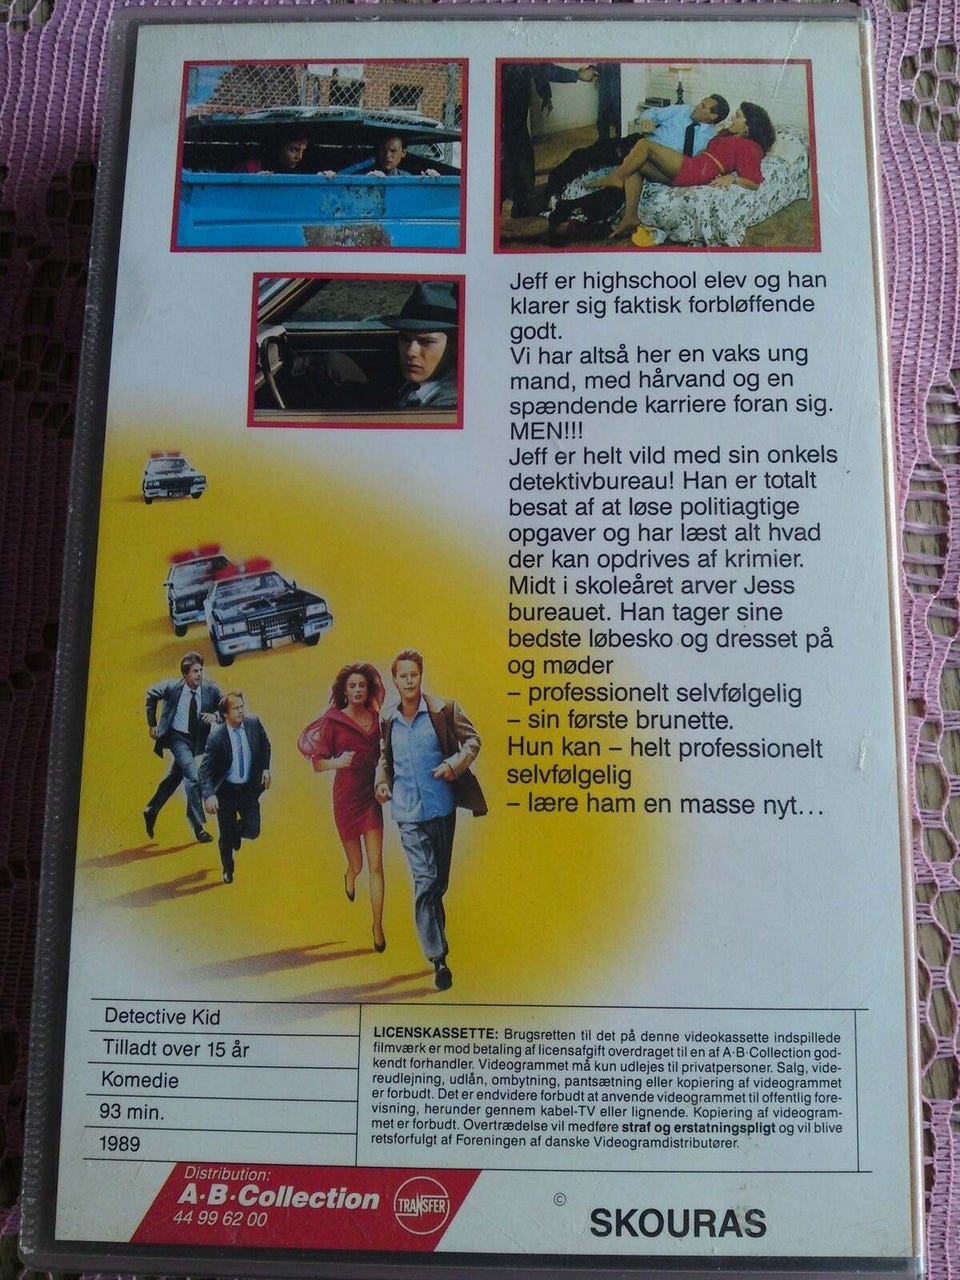 Jeff er highschool elev og han
klarer sig faktisk forbløffende
godt.
Vi har altså her en vaks ung
mand, med hårvand og en
spændende karriere foran sig.
MEN!!!
Jeff er helt vild med sin onkels
detektivbureau! Han er totalt
besat af at løse politiagtige
opgaver og har læst alt hvad
der kan opdrives af krimier.
Midt i skoleåret arver Jess
bureauet. Han tager sine
bedste løbesko og dresset på
og møder
– professionelt selvfølgelig
– sin første brunette.
Hun kan – helt professionelt
selvfølgelig
– lære ham en masse nyt...
Detective Kid
Tilladt over 15 år
Komedie
93 min.
1989
LICENSKASSETTE: Brugsretten til det på denne videokassette indspillede
filmværk er mod betaling af licensafgift overdraget til en af A·B·Collection god-
kendt forhandler. Videogrammet må kun udlejes til privatpersoner. Salg, vide-
reudlejning, udlån, ombytning, pantsætning eller kopiering af videogrammet
er forbudt. Det er endvidere forbudt at anvende videogrammet til offentlig fore-
visning, herunder gennem kabel-TV eller lignende. Kopiering af videogram-
met er forbudt. Overtrædelse vil medføre straf og erstatningspligt og vil blive
retsforfulgt af Foreningen af danske Videogramdistributører.
Distribution:
A·B·Collection
44 99 62 00
TRANSFER
©
SKOURAS